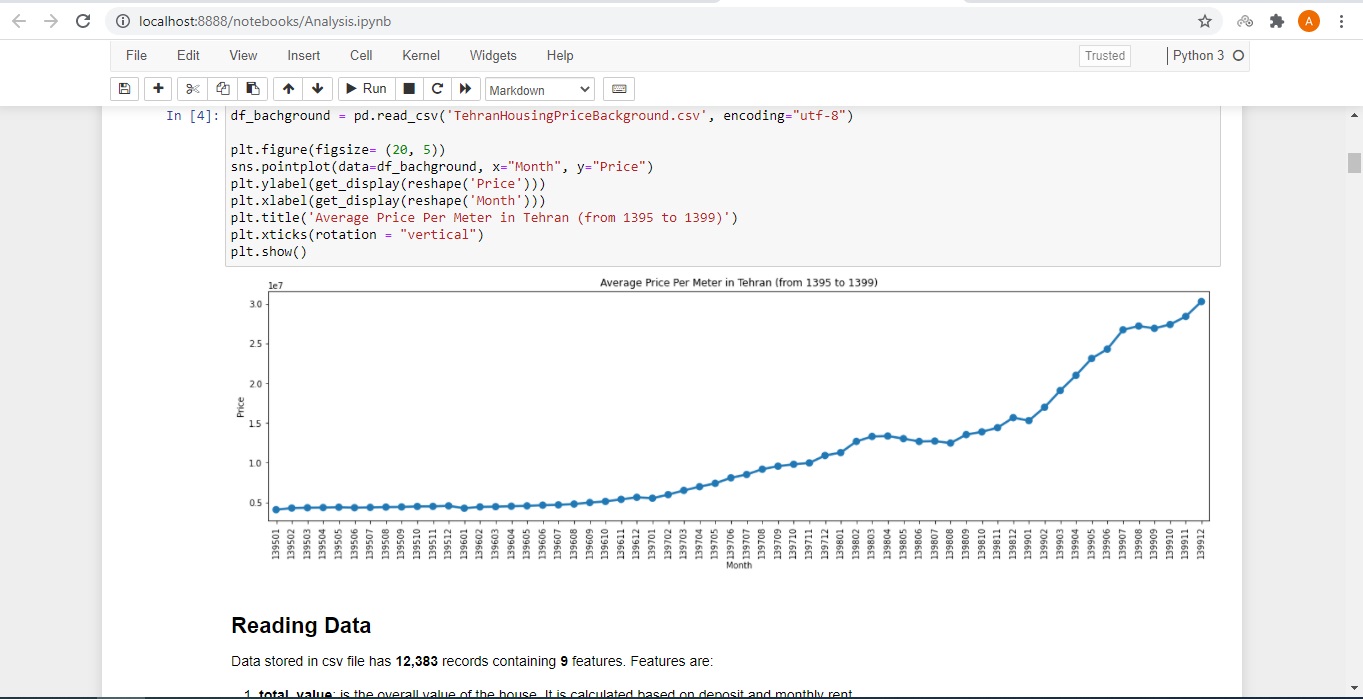 localhost:8888/notebooks/Analysis.ipynb
A
File Edit View Insert Cell Kernel Widgets Help
Trusted
Python 3
Run
Markdown
In [4]:
df_bachground = pd.read_csv('TehranHousingPriceBackground.csv', encoding="utf-8")
plt.figure(figsize= (20, 5))
sns.pointplot(data=df_bachground, x="Month", y="Price")
plt.ylabel(get_display(reshape('Price')))
plt.xlabel(get_display(reshape('Month')))
plt.title('Average Price Per Meter in Tehran (from 1395 to 1399)')
plt.xticks(rotation = "vertical")
plt.show()
Average Price Per Meter in Tehran (from 1395 to 1399)
1e7
3.0
2.5
2.0
1.5
1.0
0.5
Price
139501
139502
139503
139504
139505
139506
139507
139508
139509
139510
139511
139512
139601
139602
139603
139604
139605
139606
139607
139608
139609
139610
139611
139612
139701
139702
139703
139704
139705
139706
139707
139708
139709
139710
139711
139712
139801
139802
139803
139804
139805
139806
139807
139808
139809
139810
139811
139812
139901
139902
139903
139904
139905
139906
139907
139908
139909
139910
139911
139912
Month
Reading Data
Data stored in csv file has 12,383 records containing 9 features. Features are:
1. total_value: is the overall value of the house. It is calculated based on deposit and monthly rent